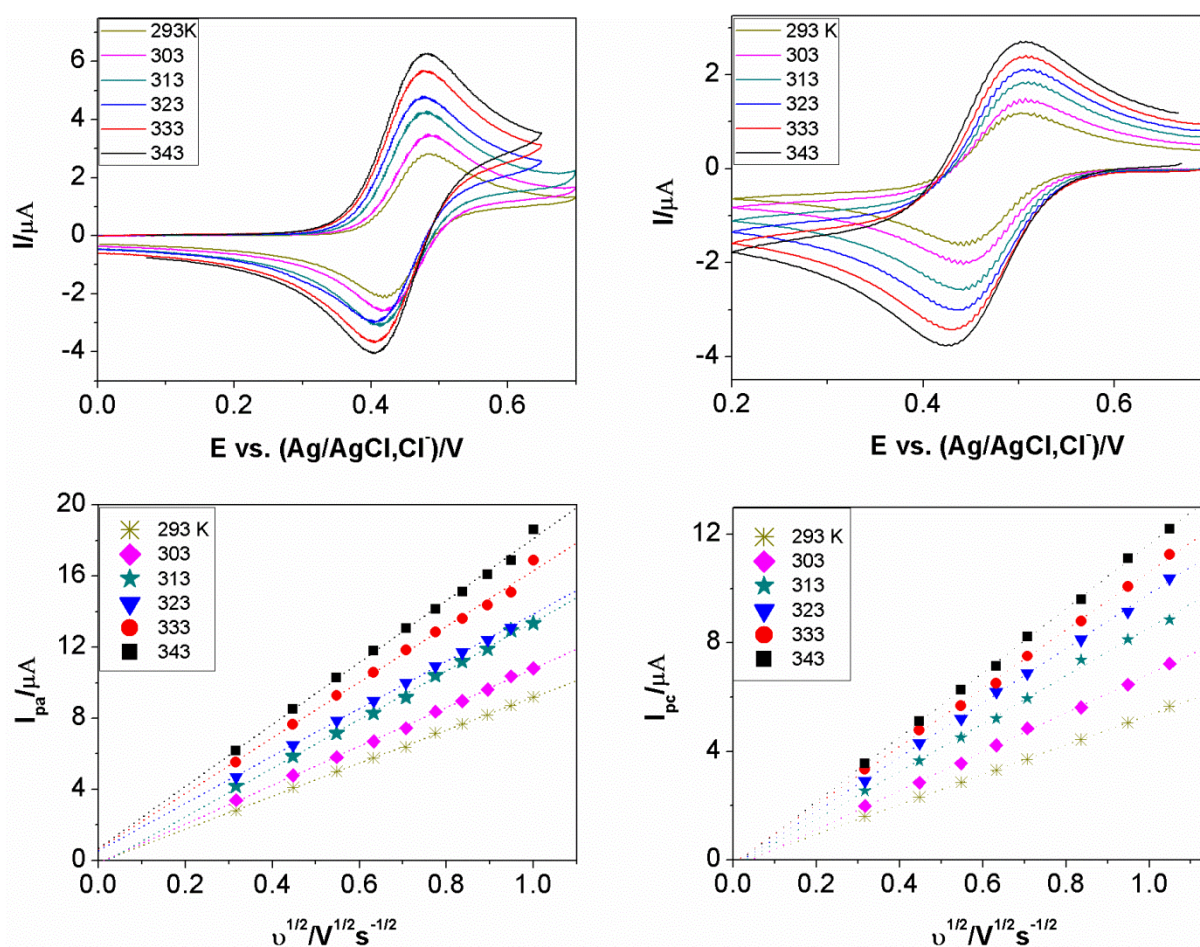 293K
303
313
323
333
343
6
4
2
0
-2
-4
I/µA
0.0 0.2 0.4 0.6
E vs. (Ag/AgCl,Cl⁻)/V
293 K
303
313
323
333
343
2
0
-2
-4
I/µA
0.2 0.4 0.6
E vs. (Ag/AgCl,Cl⁻)/V
293 K
303
313
323
333
343
20
16
12
8
4
0
Ipa/µA
0.0 0.2 0.4 0.6 0.8 1.0
υ^1/2/V^1/2s^-1/2
293 K
303
313
323
333
343
12
8
4
0
Ipc/µA
0.0 0.2 0.4 0.6 0.8 1.0
υ^1/2/V^1/2s^-1/2